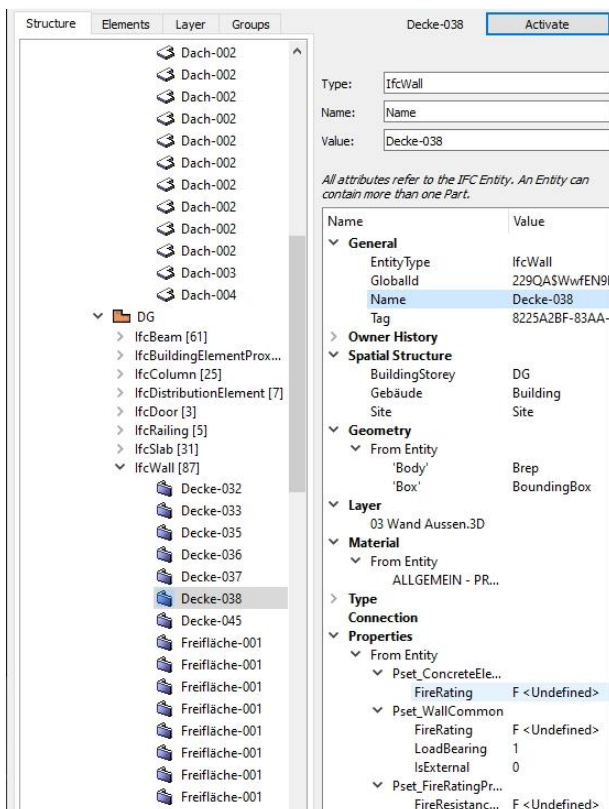 Structure Elements Layer Groups
Dach-002
Dach-002
Dach-002
Dach-002
Dach-002
Dach-002
Dach-002
Dach-002
Dach-002
Dach-002
Dach-003
Dach-004
DG
IfcBeam [61]
IfcBuildingElementProx...
IfcColumn [25]
IfcDistributionElement [7]
IfcDoor [3]
IfcRailing [5]
IfcSlab [31]
IfcWall [87]
Decke-032
Decke-033
Decke-035
Decke-036
Decke-037
Decke-038
Decke-045
Freifläche-001
Freifläche-001
Freifläche-001
Freifläche-001
Freifläche-001
Freifläche-001
Freifläche-001
Freifläche-001
Decke-038 Activate
Type: IfcWall
Name: Name
Value: Decke-038
All attributes refer to the IFC Entity. An Entity can
contain more than one Part.
Name Value
General
EntityType IfcWall
GlobalId 229QA$WwfEN9
Name Decke-038
Tag 8225A2BF-83AA-
Owner History
Spatial Structure
BuildingStorey DG
Gebäude Building
Site Site
Geometry
From Entity
'Body' Brep
'Box' BoundingBox
Layer
03 Wand Aussen.3D
Material
From Entity
ALLGEMEIN - PR...
Type
Connection
Properties
From Entity
Pset_ConcreteEle...
FireRating F <Undefined>
Pset_WallCommon
FireRating F <Undefined>
LoadBearing 1
IsExternal 0
Pset_FireRatingPr...
FireResistanc... F <Undefined>